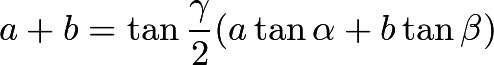 a + b = tan γ/2 (a tan α + b tan β)